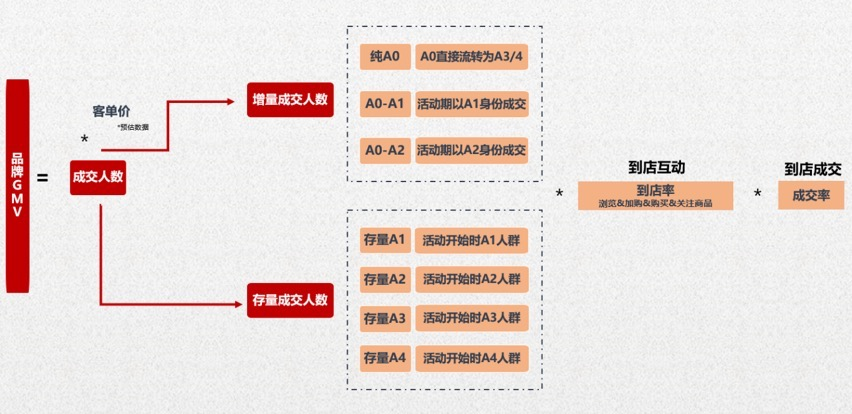 品牌GMV
=
客单价
*预估数据
*
成交人数
增量成交人数
纯A0 A0直接流转为A3/4
A0-A1 活动期以A1身份成交
A0-A2 活动期以A2身份成交
存量成交人数
存量A1 活动开始时A1人群
存量A2 活动开始时A2人群
存量A3 活动开始时A3人群
存量A4 活动开始时A4人群
*
到店互动
到店率
浏览&加购&购买&关注商品
*
到店成交
成交率